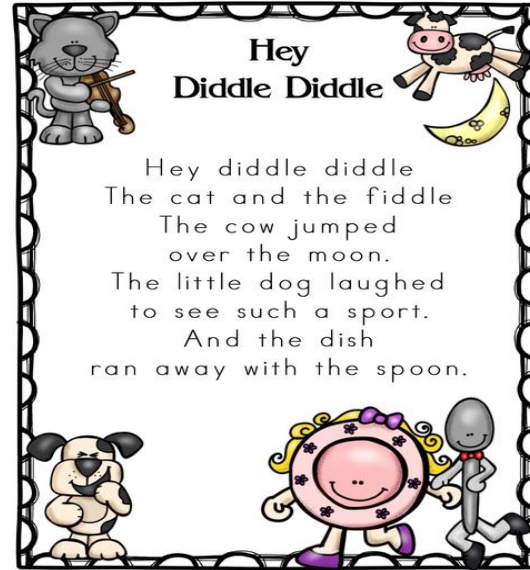 Hey
Diddle Diddle
Hey diddle diddle
The cat and the fiddle
The cow jumped
over the moon.
The little dog laughed
to see such a sport.
And the dish
ran away with the spoon.